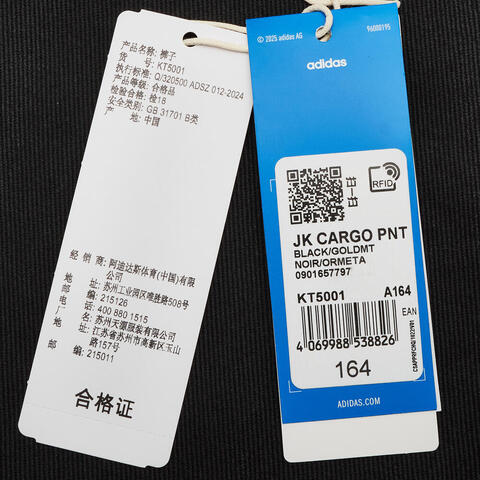 产品名称: 裤子
货 号: KT5001
执行标准: Q/320500 ADSZ 012-2024
产品等级: 合格品
检验合格: 检18
安全类别: GB 31701 B类
产 地: 中国
经 销 商: 阿迪达斯体育(中国)有限
公司
地 址: 苏州工业园区唯胜路508号
邮 编: 215126
电 话: 400 880 1515
苏州天源服装有限公司
地 址: 江苏省苏州市高新区玉山
路157号
邮 编: 215011
合格证
© 2025 adidas AG
96000195
adidas
RFID
JK CARGO PNT
BLACK/GOLDMT
NOIR/ORMETA
0901657797
KT5001 A164
EAN
4 069988 538826
164
ADIDAS.COM